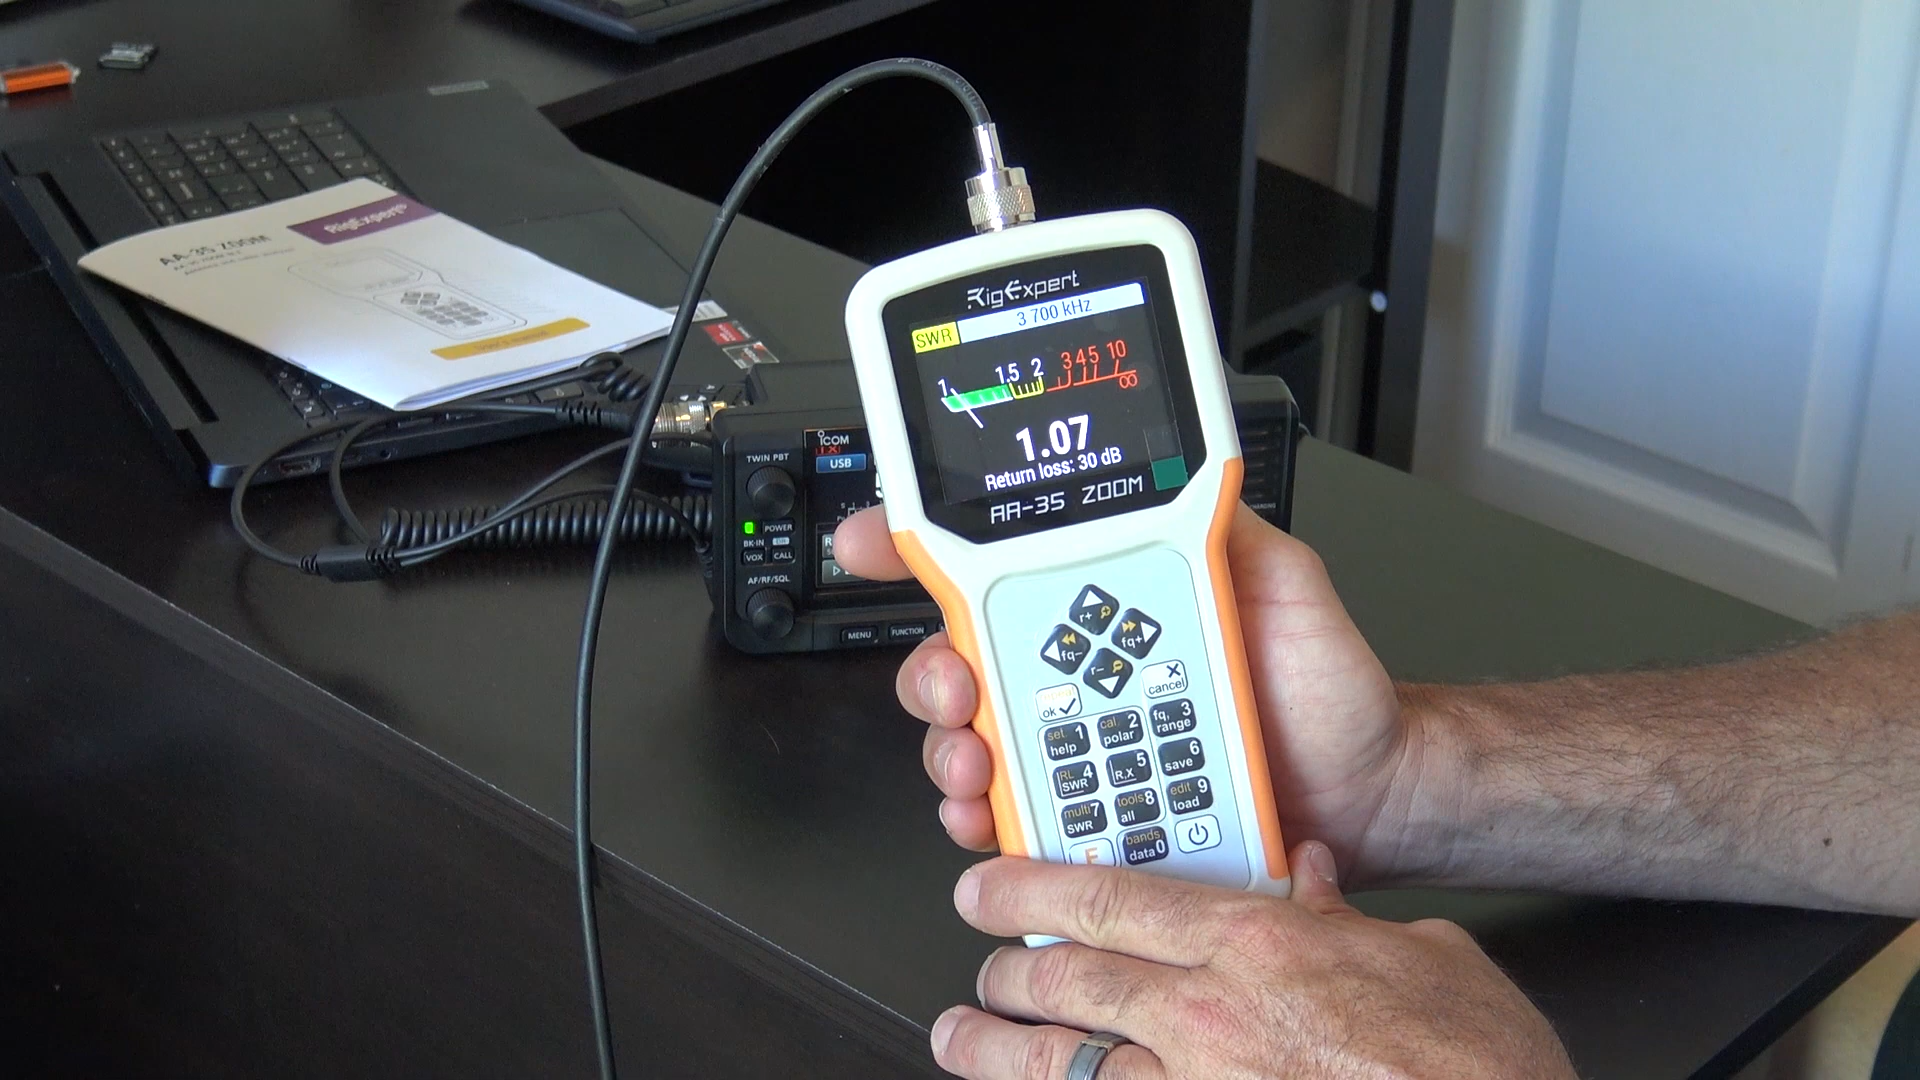 RigExpert®
AA-35 ZOOM
RigExpert
3 700 kHz
SWR
1 1.5 2 3 4 5 10 ∞
1.07
Return loss: 30 dB
AA-35 ZOOM
ICOM
TX
USB
TWIN PBT
POWER
BK-IN
VOX CALL
AF/RF/SQL
MENU FUNCTION
r+
fq- fq+
r-
ok cancel
set. 1 help
cal. 2 polar
fq, 3 range
RL 4 SWR
5 R,X
6 save
multi 7 SWR
tools 8 all
edit 9 load
F
bands data 0